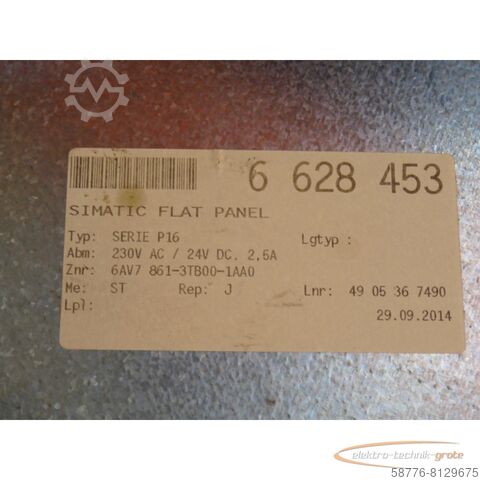 6 628 453
SIMATIC FLAT PANEL
Typ: SERIE P16 Lgtyp :
Abm: 230V AC / 24V DC, 2,5A
Znr: 6AV7 861-3TB00-1AA0
Me: ST Rep: J Lnr: 49 05 36 7490
Lpl: 29.09.2014
elektro-technik-grote
58776-8129675